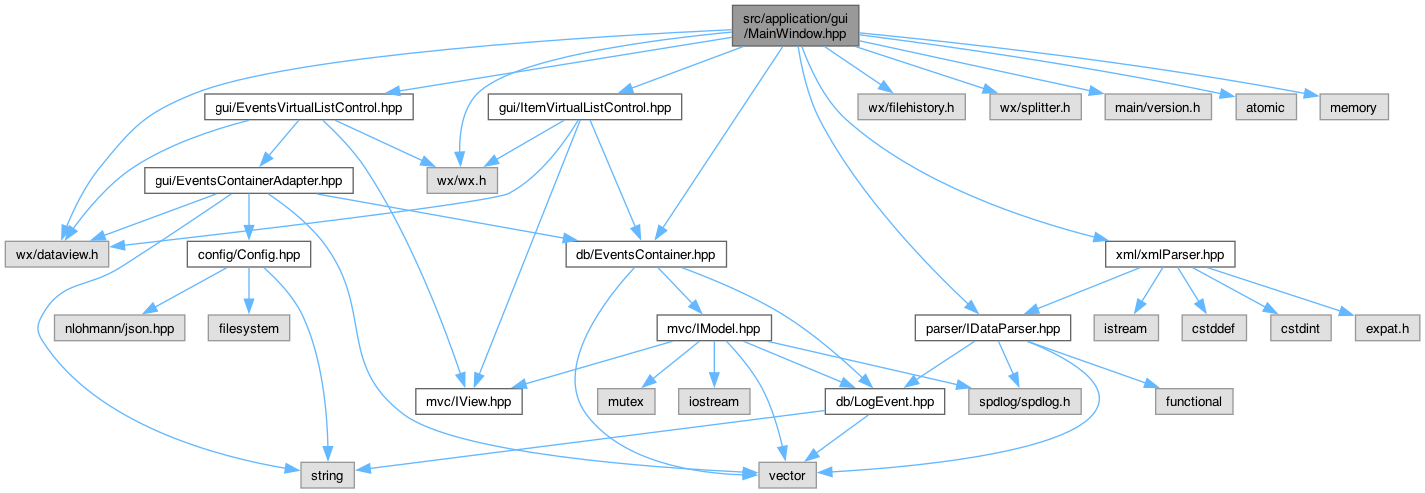 src/application/gui
/MainWindow.hpp
gui/EventsVirtualListControl.hpp
gui/ItemVirtualListControl.hpp
wx/filehistory.h
wx/splitter.h
main/version.h
atomic
memory
gui/EventsContainerAdapter.hpp
wx/wx.h
wx/dataview.h
config/Config.hpp
db/EventsContainer.hpp
xml/xmlParser.hpp
nlohmann/json.hpp
filesystem
mvc/IModel.hpp
parser/IDataParser.hpp
istream
cstddef
cstdint
expat.h
mvc/IView.hpp
mutex
iostream
db/LogEvent.hpp
spdlog/spdlog.h
functional
string
vector